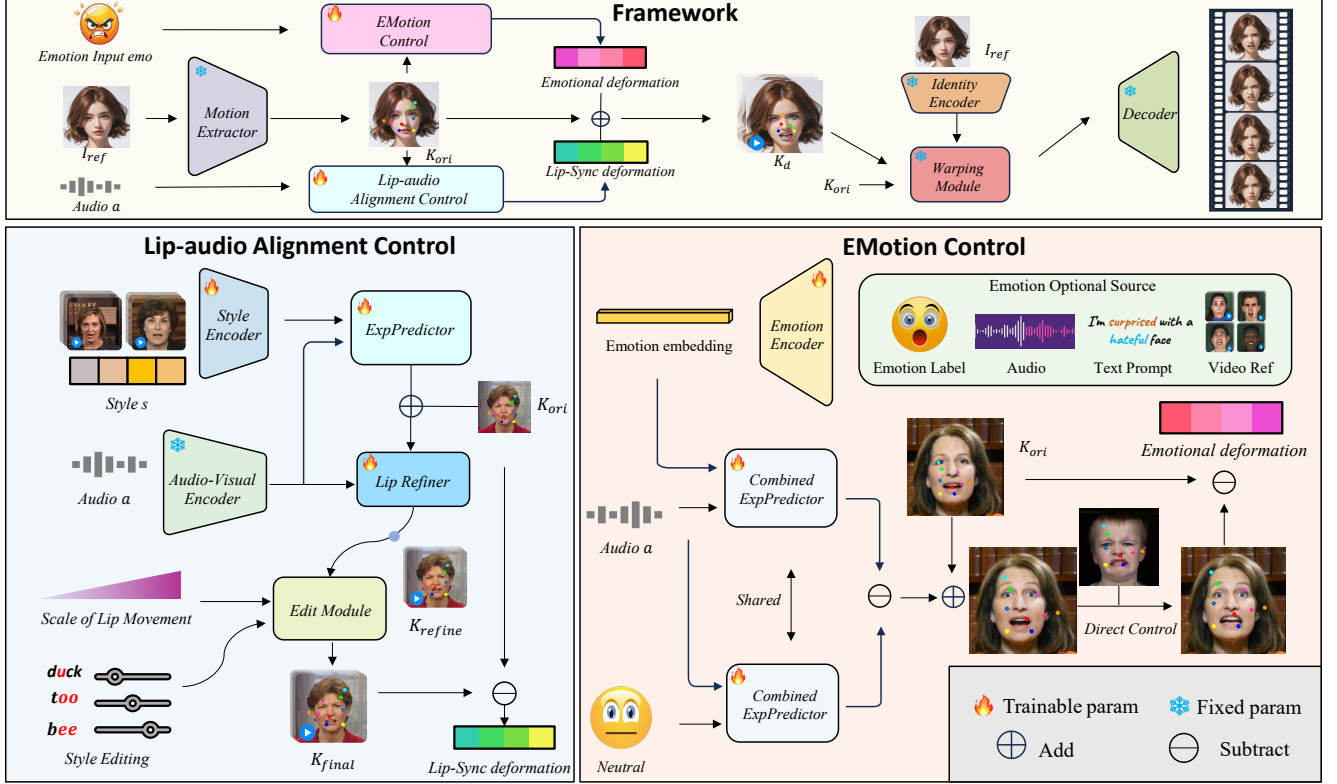 Framework
Emotion Input emo
EMotion
Control
Emotional deformation
I_ref
Motion
Extractor
I_ref
K_ori
Identity
Encoder
Decoder
K_d
Lip-Sync deformation
Warping
Module
K_ori
Audio a
Lip-audio
Alignment Control
Lip-audio Alignment Control
Style
Encoder
ExpPredictor
Style s
K_ori
Audio a
Audio-Visual
Encoder
Lip Refiner
Scale of Lip Movement
Edit Module
K_refine
duck
too
bee
Style Editing
K_final
Lip-Sync deformation
EMotion Control
Emotion embedding
Emotion
Encoder
Emotion Optional Source
I'm surprised with a
hateful face
Emotion Label
Audio
Text Prompt
Video Ref
K_ori
Emotional deformation
Combined
ExpPredictor
Audio a
Shared
Direct Control
Combined
ExpPredictor
Neutral
Trainable param
Fixed param
Add
Subtract